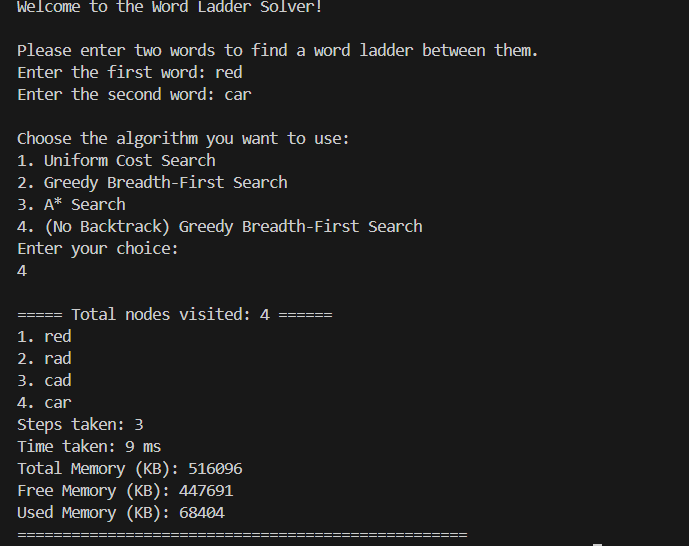 Welcome to the Word Ladder Solver!
Please enter two words to find a word ladder between them.
Enter the first word: red
Enter the second word: car
Choose the algorithm you want to use:
1. Uniform Cost Search
2. Greedy Breadth-First Search
3. A* Search
4. (No Backtrack) Greedy Breadth-First Search
Enter your choice:
4
===== Total nodes visited: 4 ======
1. red
2. rad
3. cad
4. car
Steps taken: 3
Time taken: 9 ms
Total Memory (KB): 516096
Free Memory (KB): 447691
Used Memory (KB): 68404
==================================================